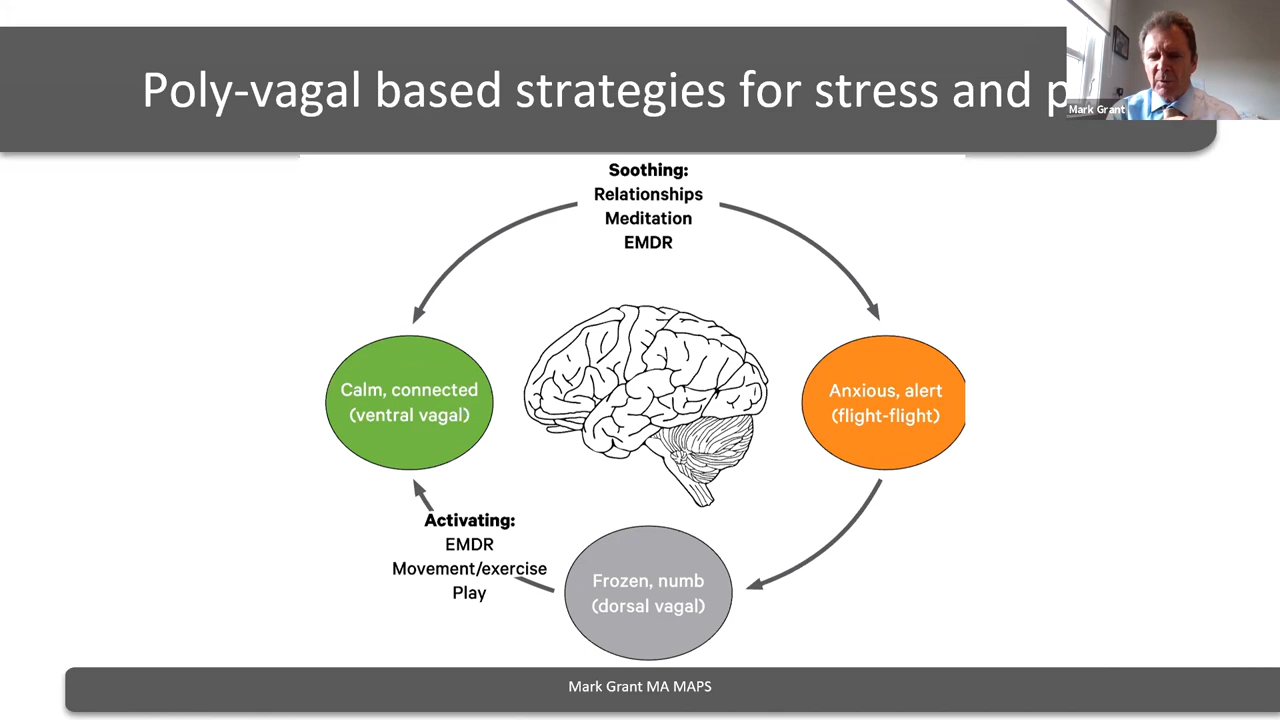 Poly-vagal based strategies for stress and
Mark Grant
Soothing:
Relationships
Meditation
EMDR
Calm, connected
(ventral vagal)
Anxious, alert
(flight-flight)
Activating:
EMDR
Movement/exercise
Play
Frozen, numb
(dorsal vagal)
Mark Grant MA MAPS